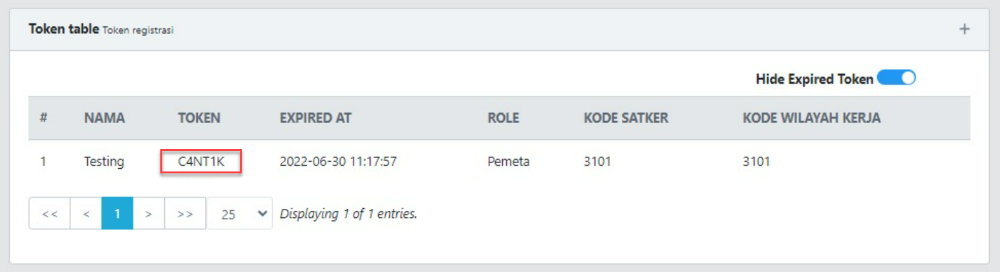 Token table Token registrasi +
Hide Expired Token
# NAMA TOKEN EXPIRED AT ROLE KODE SATKER KODE WILAYAH KERJA
1 Testing C4NT1K 2022-06-30 11:17:57 Pemeta 3101 3101
<< < 1 > >> 25 Displaying 1 of 1 entries.